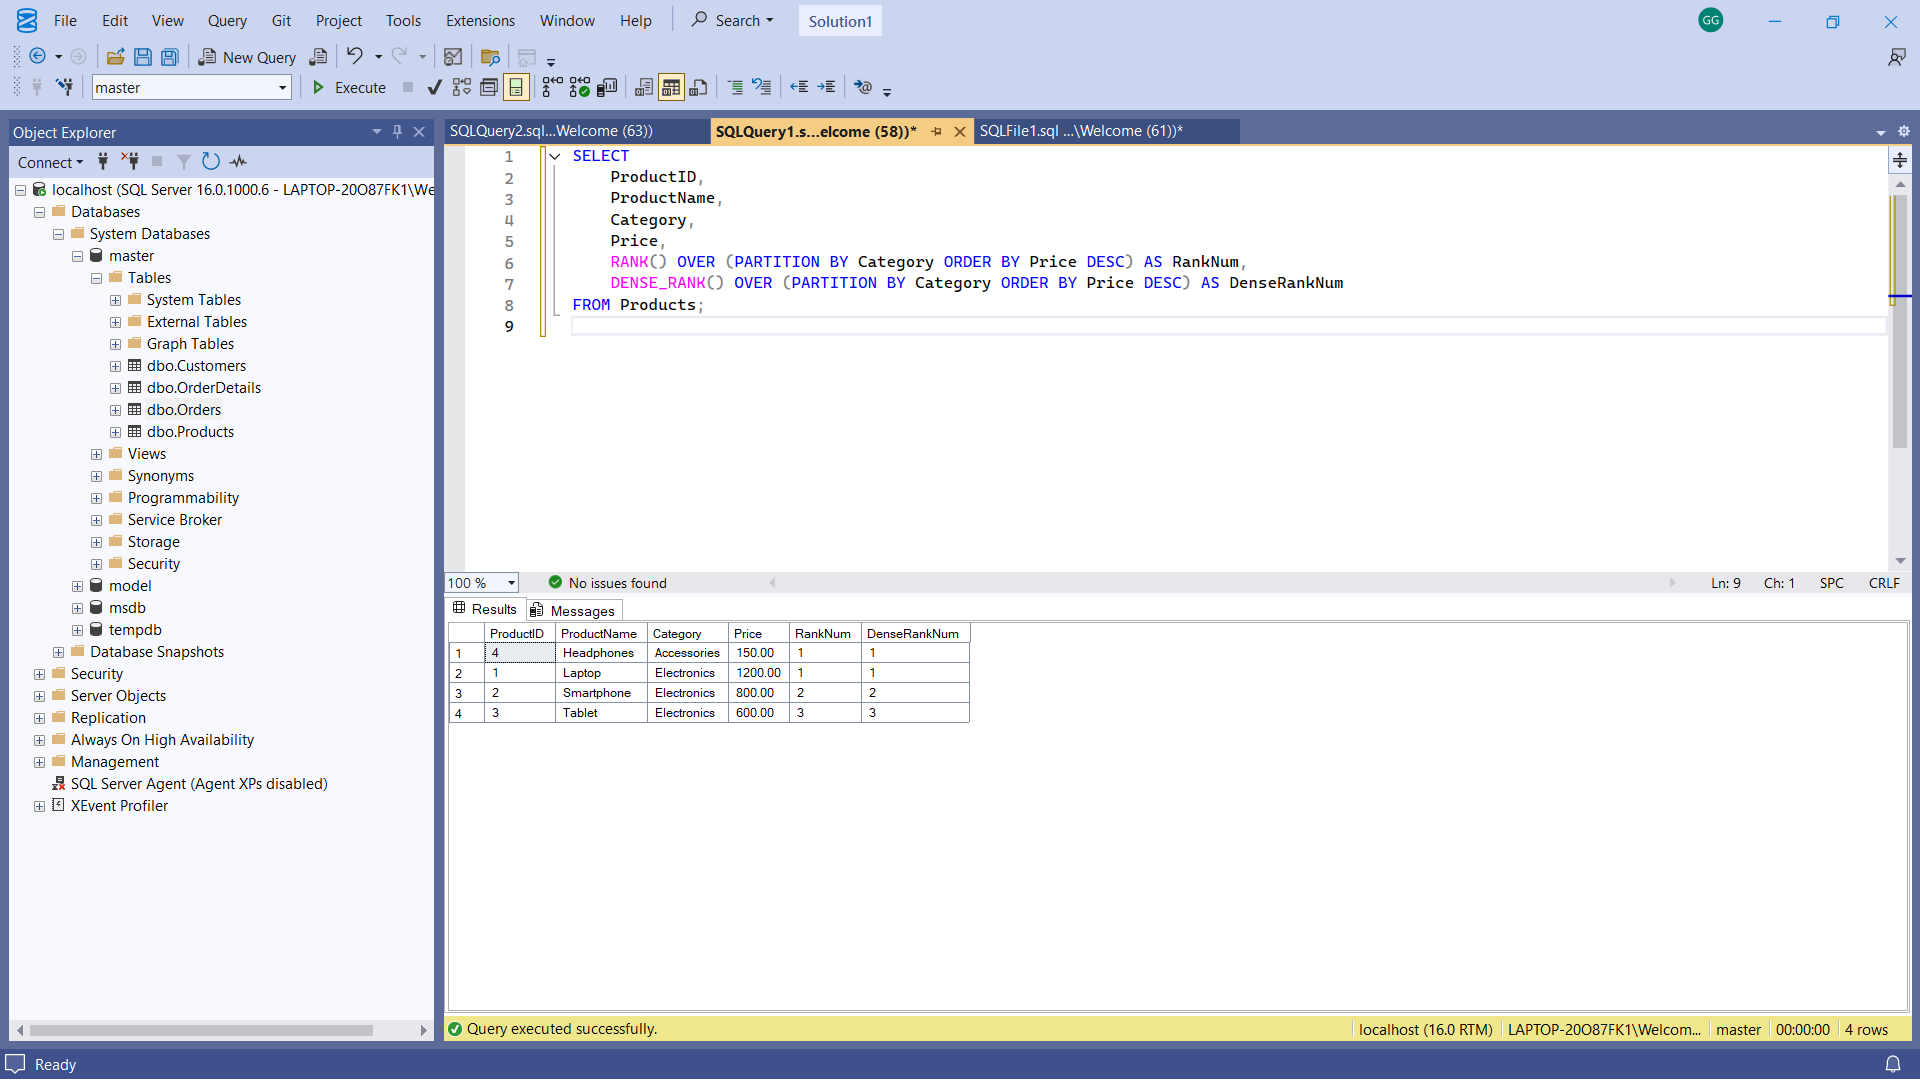 File Edit View Query Git Project Tools Extensions Window Help Search Solution1 GG
New Query
master Execute
Object Explorer
Connect
localhost (SQL Server 16.0.1000.6 - LAPTOP-20O87FK1\We
Databases
System Databases
master
Tables
System Tables
External Tables
Graph Tables
dbo.Customers
dbo.OrderDetails
dbo.Orders
dbo.Products
Views
Synonyms
Programmability
Service Broker
Storage
Security
model
msdb
tempdb
Database Snapshots
Security
Server Objects
Replication
Always On High Availability
Management
SQL Server Agent (Agent XPs disabled)
XEvent Profiler
SQLQuery2.sql...Welcome (63)) SQLQuery1.s...elcome (58))* SQLFile1.sql ...\Welcome (61))*
1 SELECT
2 ProductID,
3 ProductName,
4 Category,
5 Price,
6 RANK() OVER (PARTITION BY Category ORDER BY Price DESC) AS RankNum,
7 DENSE_RANK() OVER (PARTITION BY Category ORDER BY Price DESC) AS DenseRankNum
8 FROM Products;
9
100 % No issues found Ln: 9 Ch: 1 SPC CRLF
Results Messages
ProductID ProductName Category Price RankNum DenseRankNum
1 4 Headphones Accessories 150.00 1 1
2 1 Laptop Electronics 1200.00 1 1
3 2 Smartphone Electronics 800.00 2 2
4 3 Tablet Electronics 600.00 3 3
Query executed successfully. localhost (16.0 RTM) LAPTOP-20O87FK1\Welcom... master 00:00:00 4 rows
Ready